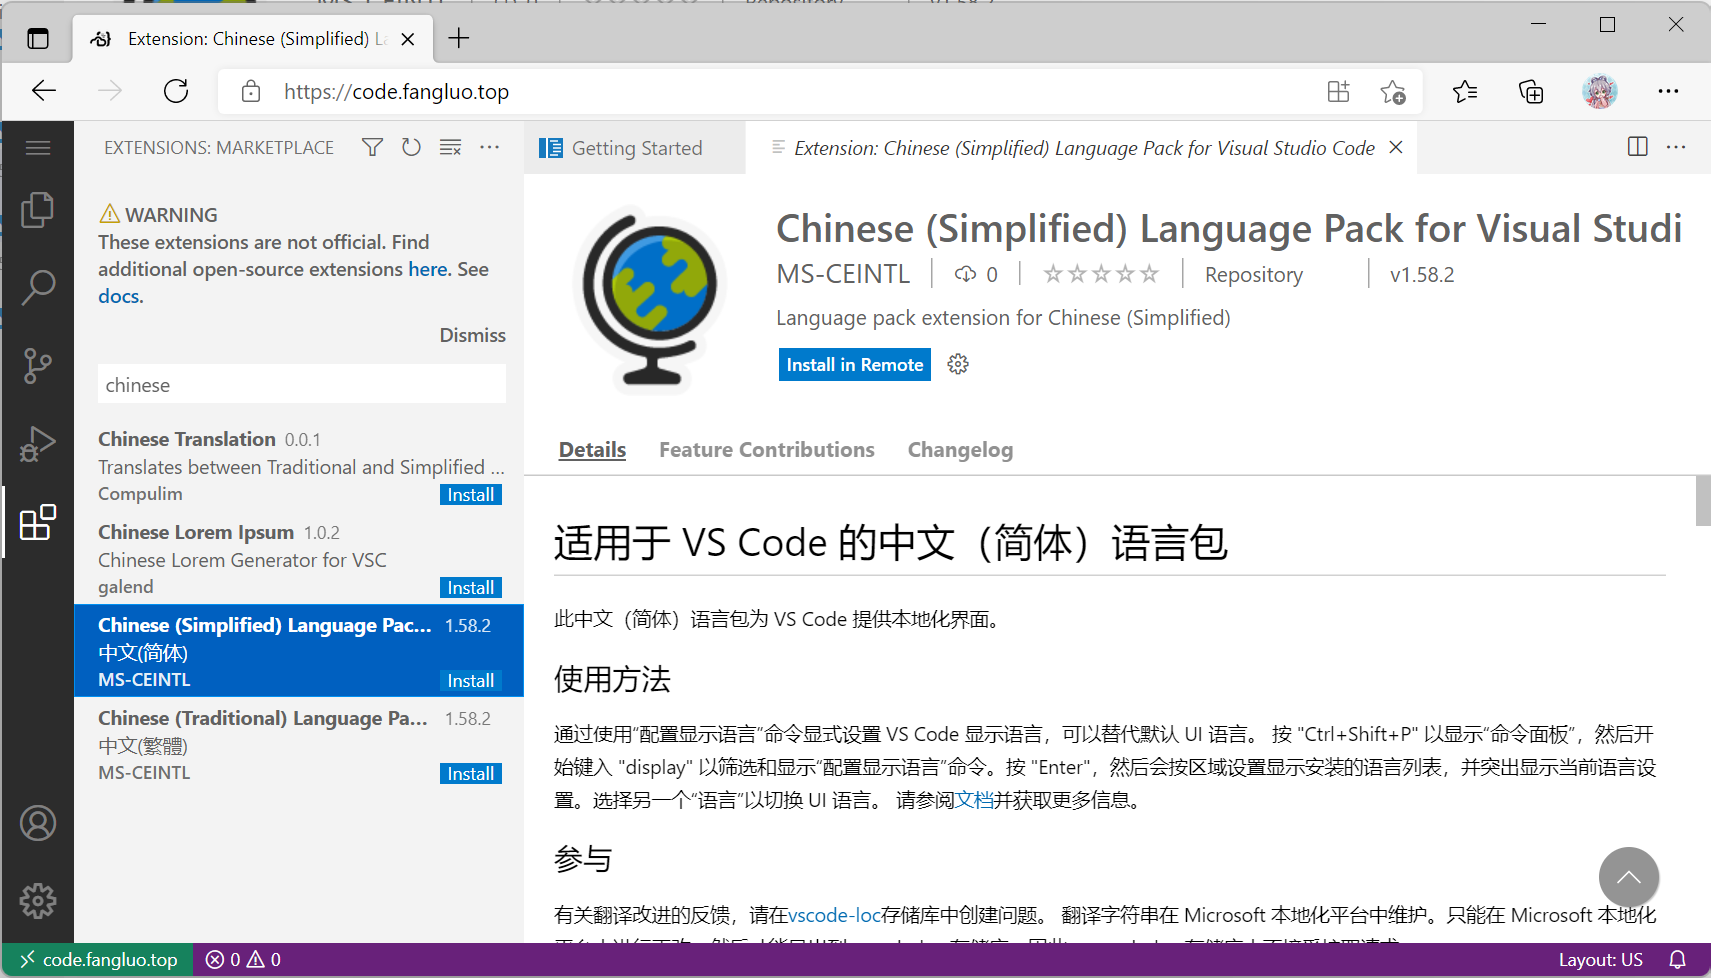 Extension: Chinese (Simplified) La
https://code.fangluo.top
EXTENSIONS: MARKETPLACE
Getting Started
Extension: Chinese (Simplified) Language Pack for Visual Studio Code
WARNING
These extensions are not official. Find
additional open-source extensions here. See
docs.
Dismiss
chinese
Chinese Translation 0.0.1
Translates between Traditional and Simplified ...
Compulim
Install
Chinese Lorem Ipsum 1.0.2
Chinese Lorem Generator for VSC
galend
Install
Chinese (Simplified) Language Pac... 1.58.2
中文(简体)
MS-CEINTL
Install
Chinese (Traditional) Language Pa... 1.58.2
中文(繁體)
MS-CEINTL
Install
Chinese (Simplified) Language Pack for Visual Studi
MS-CEINTL
0
Repository
v1.58.2
Language pack extension for Chinese (Simplified)
Install in Remote
Details
Feature Contributions
Changelog
适用于 VS Code 的中文（简体）语言包
此中文（简体）语言包为 VS Code 提供本地化界面。
使用方法
通过使用“配置显示语言”命令显式设置 VS Code 显示语言，可以替代默认 UI 语言。 按 "Ctrl+Shift+P" 以显示“命令面板”，然后开
始键入 "display" 以筛选和显示“配置显示语言”命令。按 "Enter"，然后会按区域设置显示安装的语言列表，并突出显示当前语言设
置。选择另一个“语言”以切换 UI 语言。 请参阅文档并获取更多信息。
参与
有关翻译改进的反馈，请在vscode-loc存储库中创建问题。 翻译字符串在 Microsoft 本地化平台中维护。只能在 Microsoft 本地化
code.fangluo.top
0
0
Layout: US